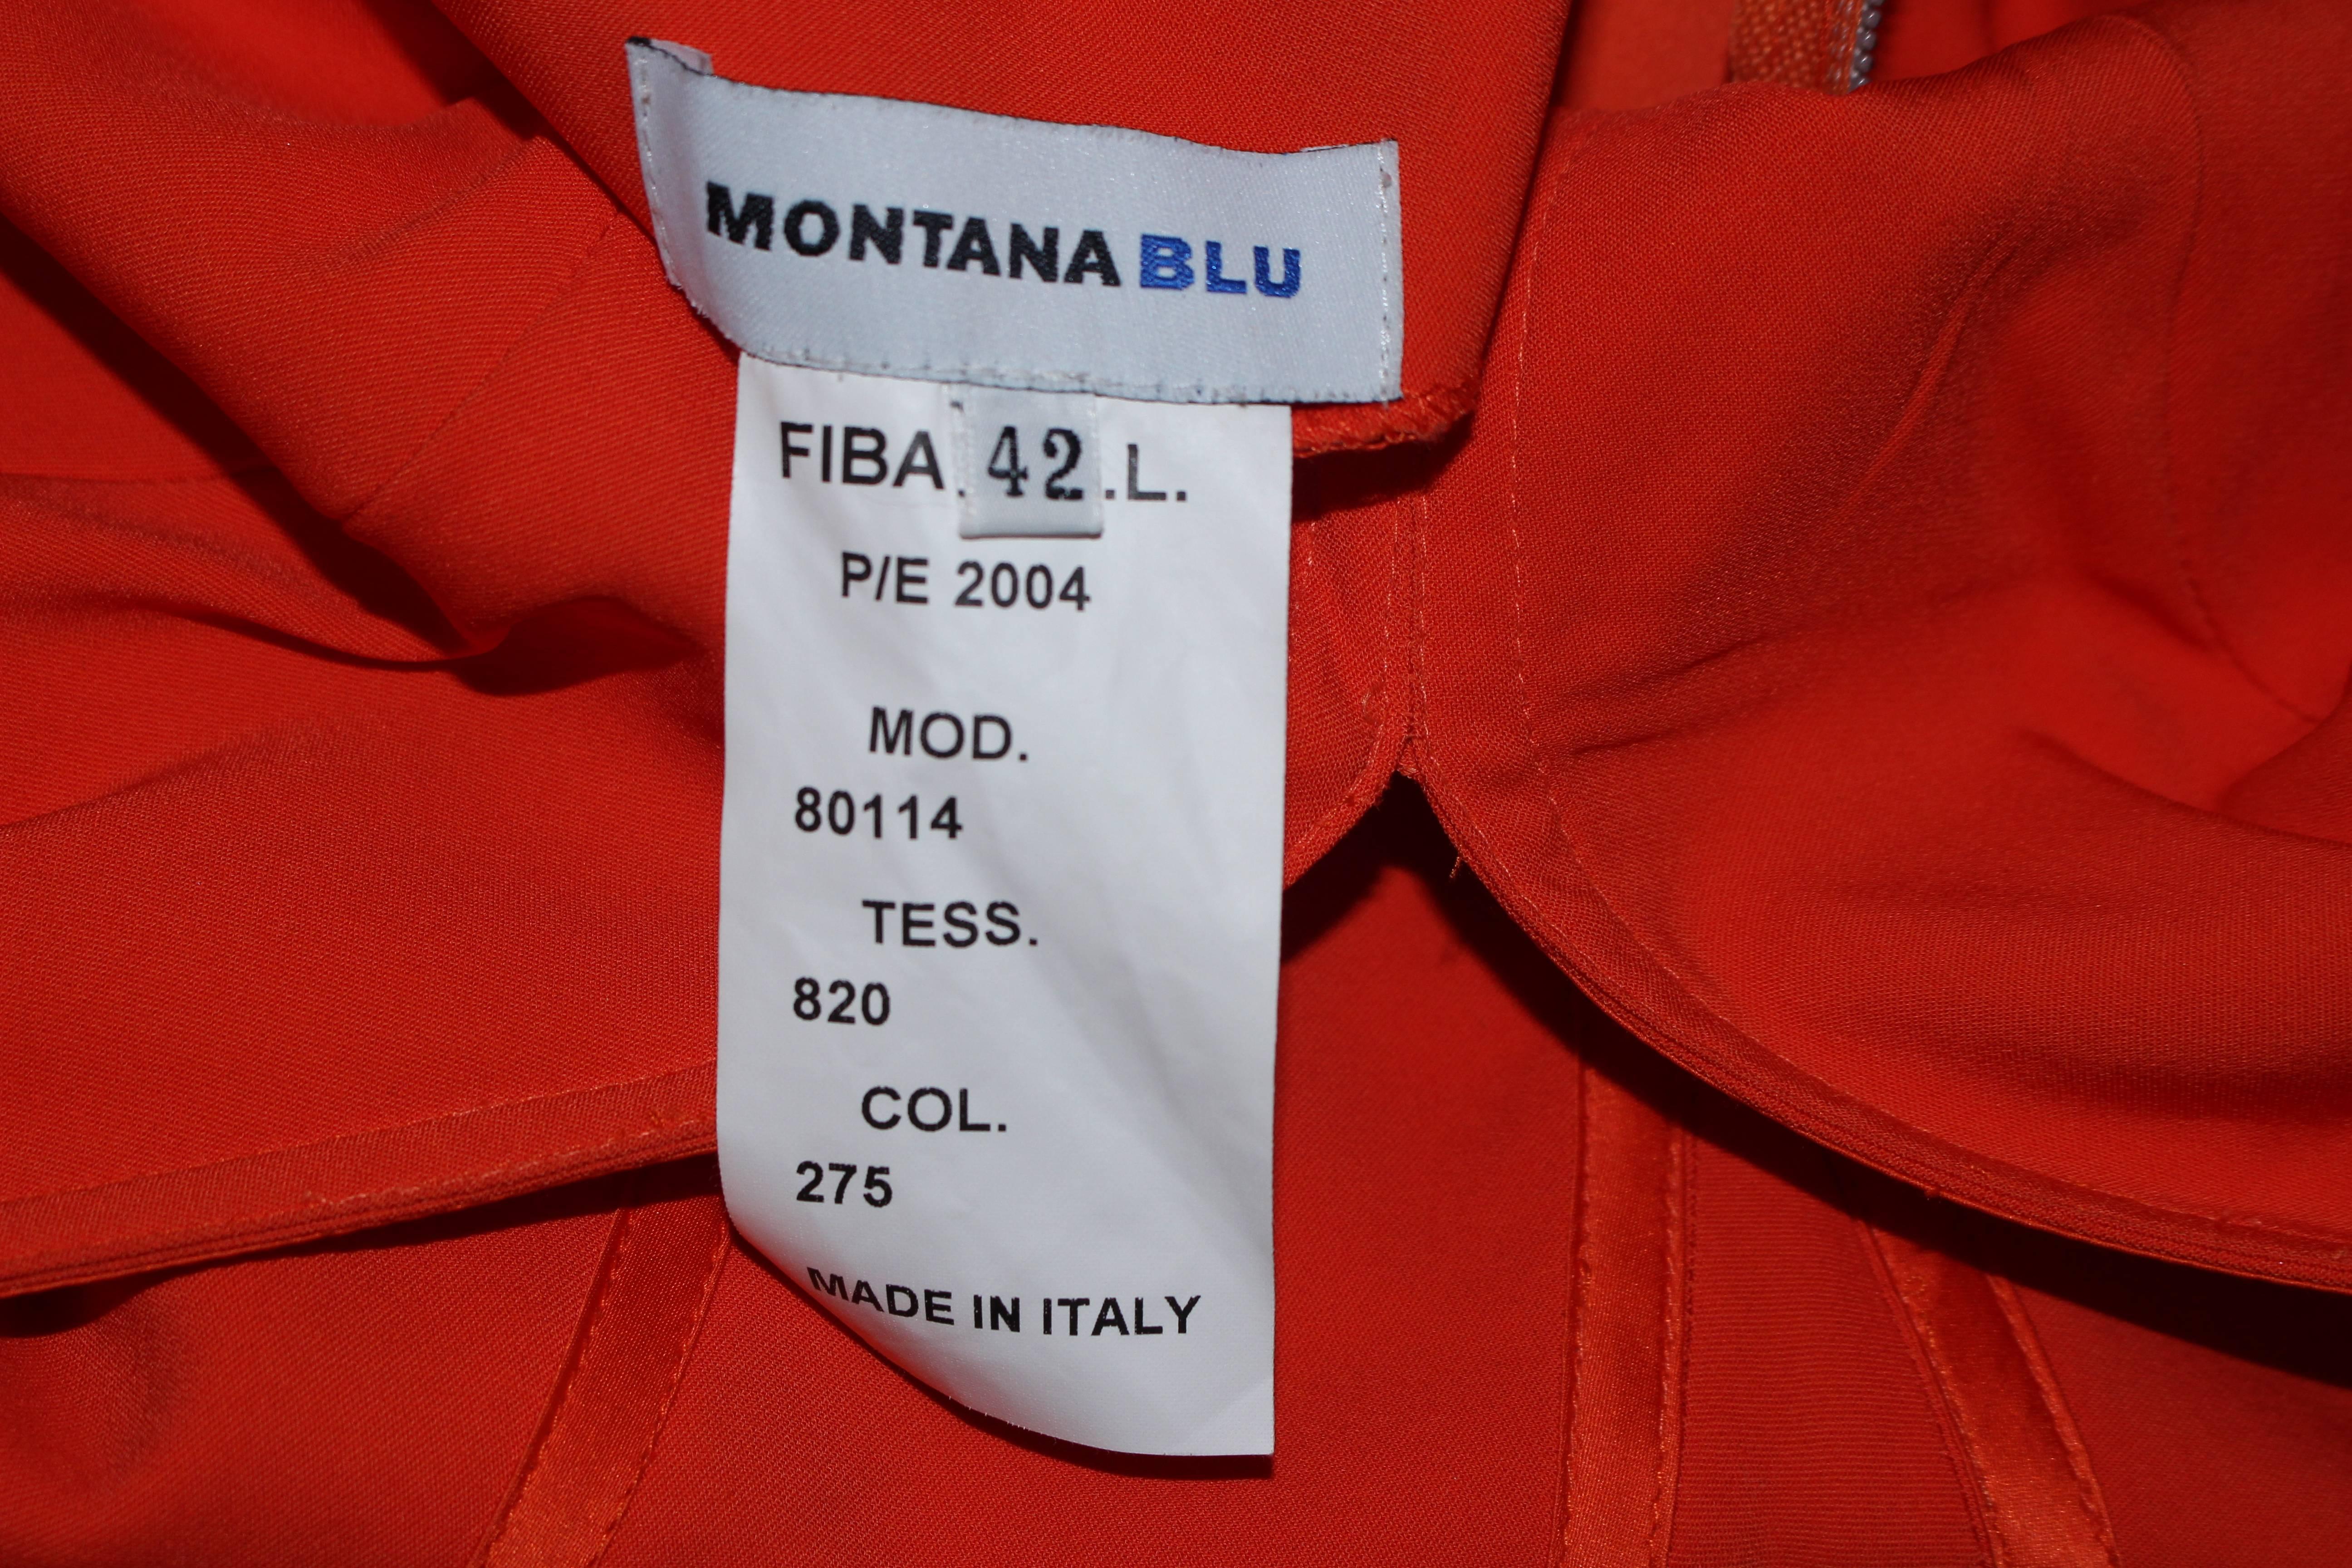 MONTANA BLU
FIBA. 42 .L.
P/E 2004
MOD.
80114
TESS.
820
COL.
275
MADE IN ITALY